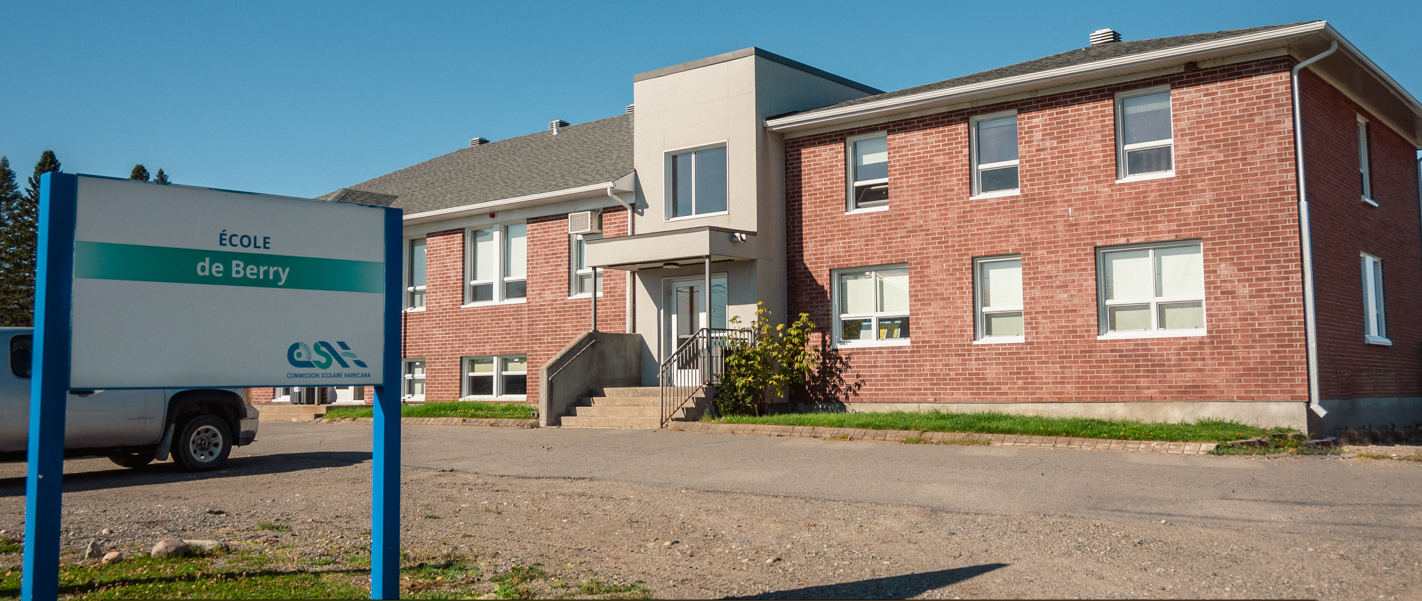 ÉCOLE
de Berry
CSH
COMMISSION SCOLAIRE HARRICANA